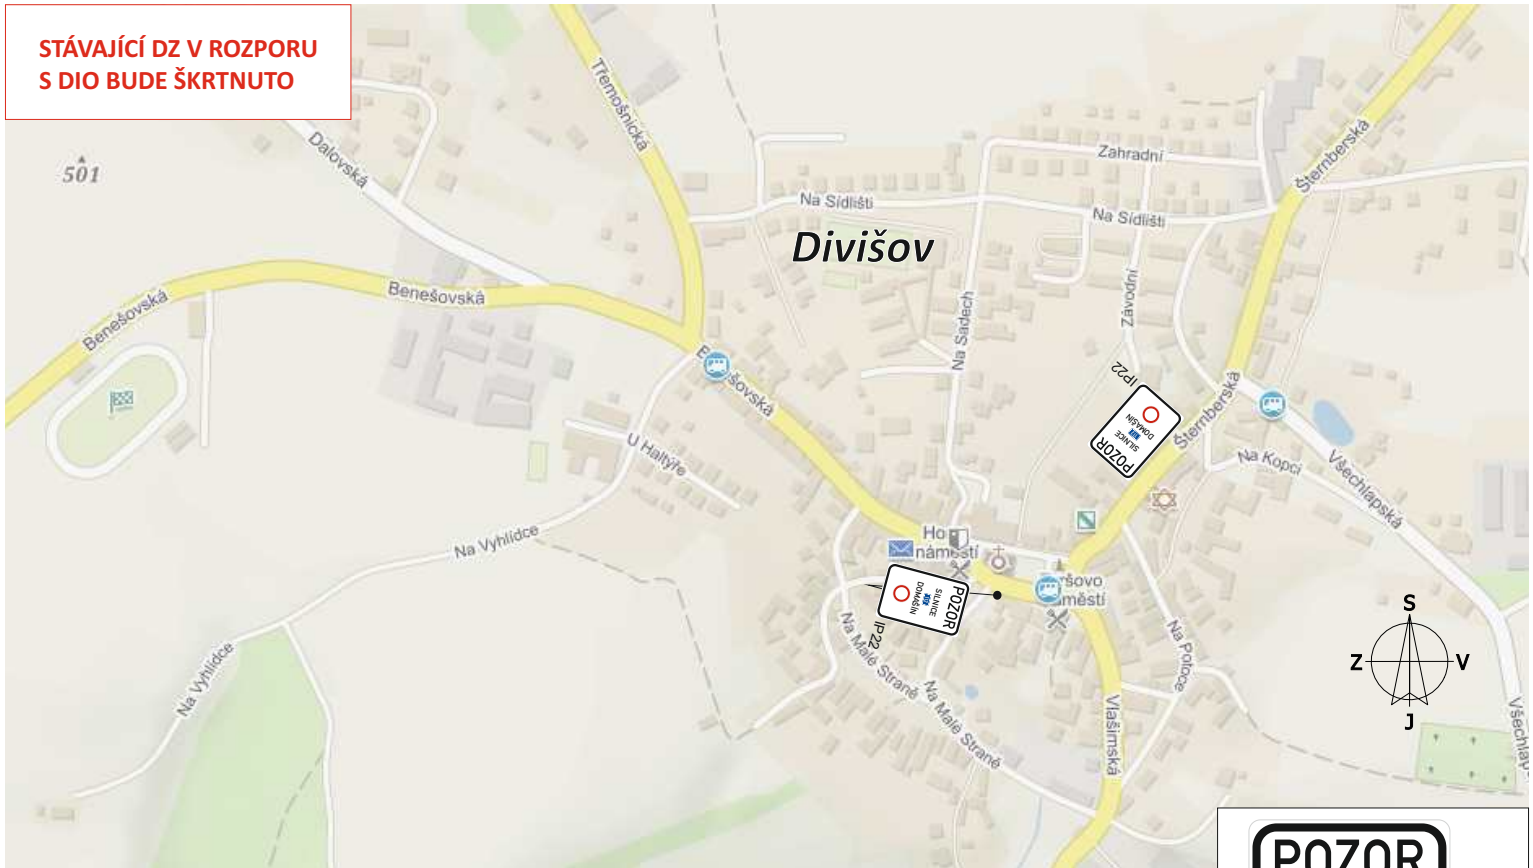 STÁVAJÍCÍ DZ V ROZPORU
S DIO BUDE ŠKRTNUTO
501
Dalovská
Třemošnická
Zahradní
Šternberská
Na Sídlišti
Na Sídlišti
Divišov
Benešovská
Benešovská
Na Sadech
Závodní
IP22
DOMAŠÍN
SILNICE
POZOR
Šternberská
U Haltýře
Na Kopci
Všechlapská
Na Vyhlídce
náměstí
POZOR
SILNICE
DOMAŠÍN
IP22
Na Malé Straně
Na Malé Straně
Na Potoce
Vlašimská
Na Vyhlídce
S
Z
V
J
POZOR